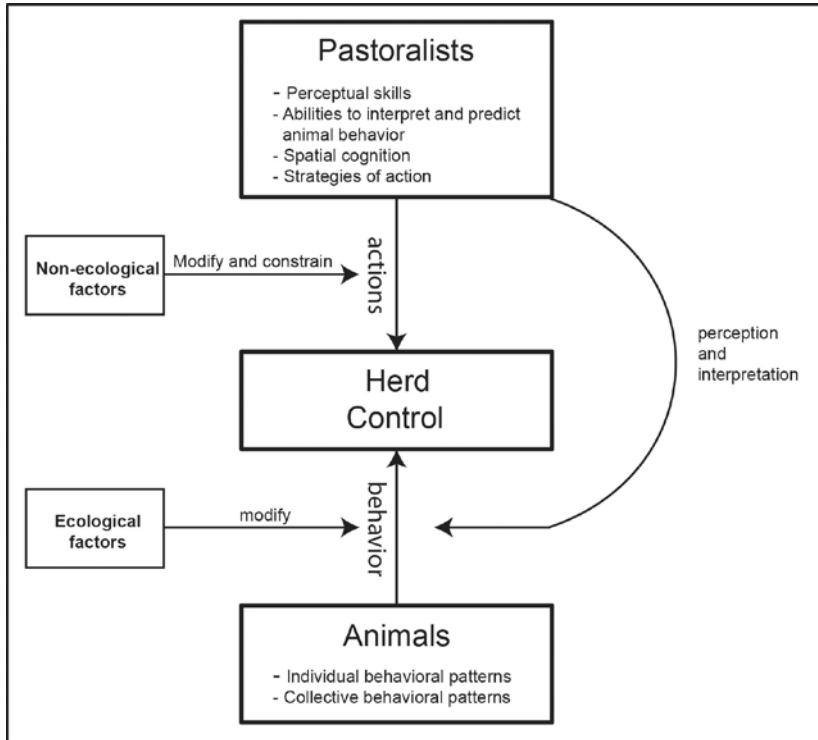 Pastoralists
- Perceptual skills
- Abilities to interpret and predict
animal behavior
- Spatial cognition
- Strategies of action
Non-ecological
factors
Modify and constrain
actions
perception
and
interpretation
Herd
Control
Ecological
factors
modify
behavior
Animals
- Individual behavioral patterns
- Collective behavioral patterns